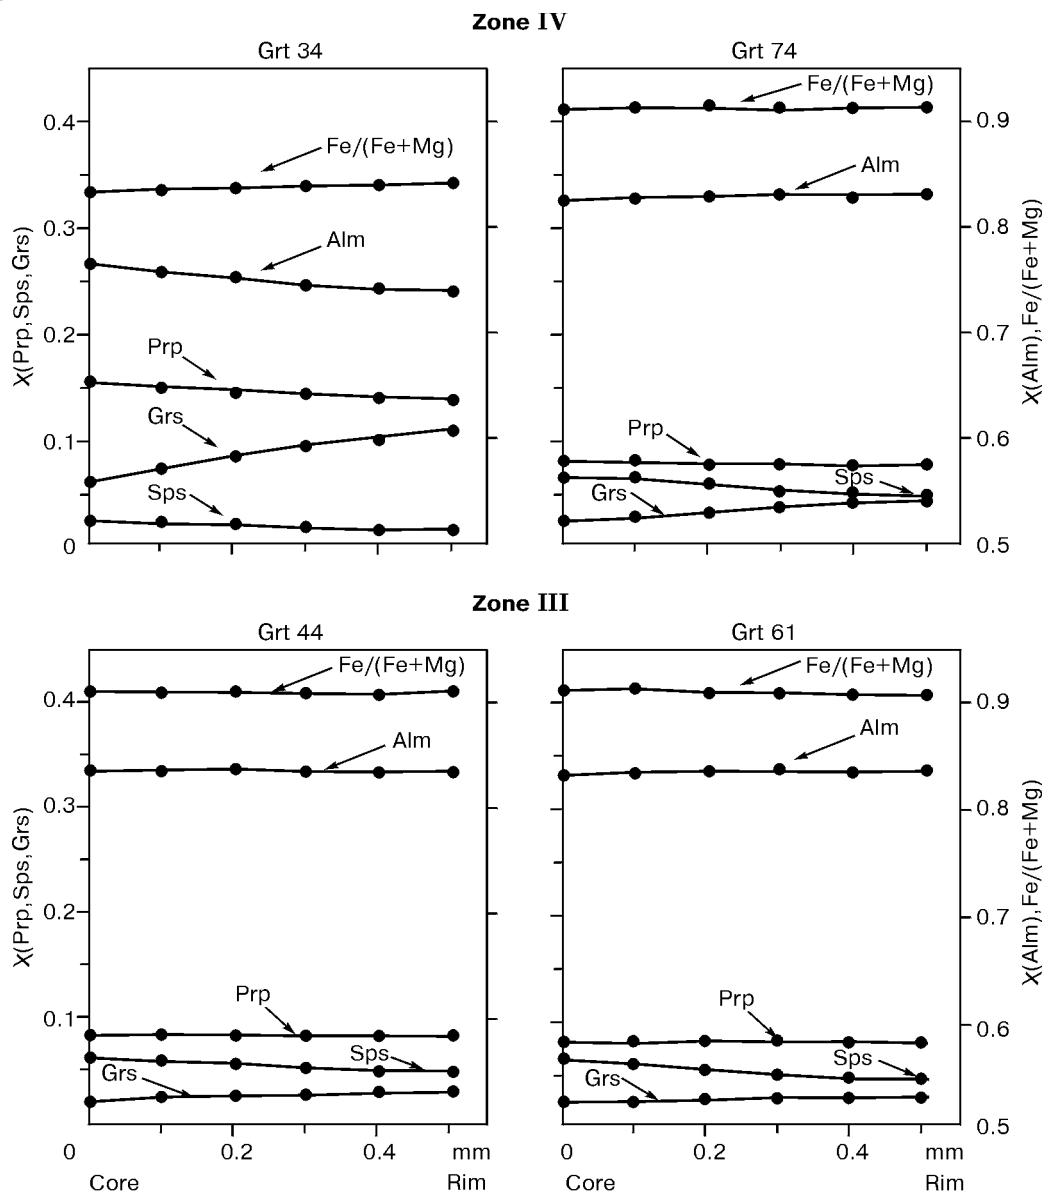 Zone IV
Grt 34
Grt 74
Fe/(Fe+Mg)
0.4
0.9
Fe/(Fe+Mg)
Alm
0.3
0.8
Alm
χ(Prp,Sps,Grs)
χ(Alm),Fe/(Fe+Mg)
0.2
0.7
Prp
Grs
Prp
0.1
0.6
Sps
Sps
Grs
0
0.5
Zone III
Grt 44
Grt 61
Fe/(Fe+Mg)
Fe/(Fe+Mg)
0.4
0.9
Alm
Alm
0.3
0.8
χ(Prp,Sps,Grs)
χ(Alm),Fe/(Fe+Mg)
0.2
0.7
Prp
Prp
0.1
0.6
Sps
Sps
Grs
Grs
0.5
0 0.2 0.4 mm
0 0.2 0.4 mm
Core Rim
Core Rim